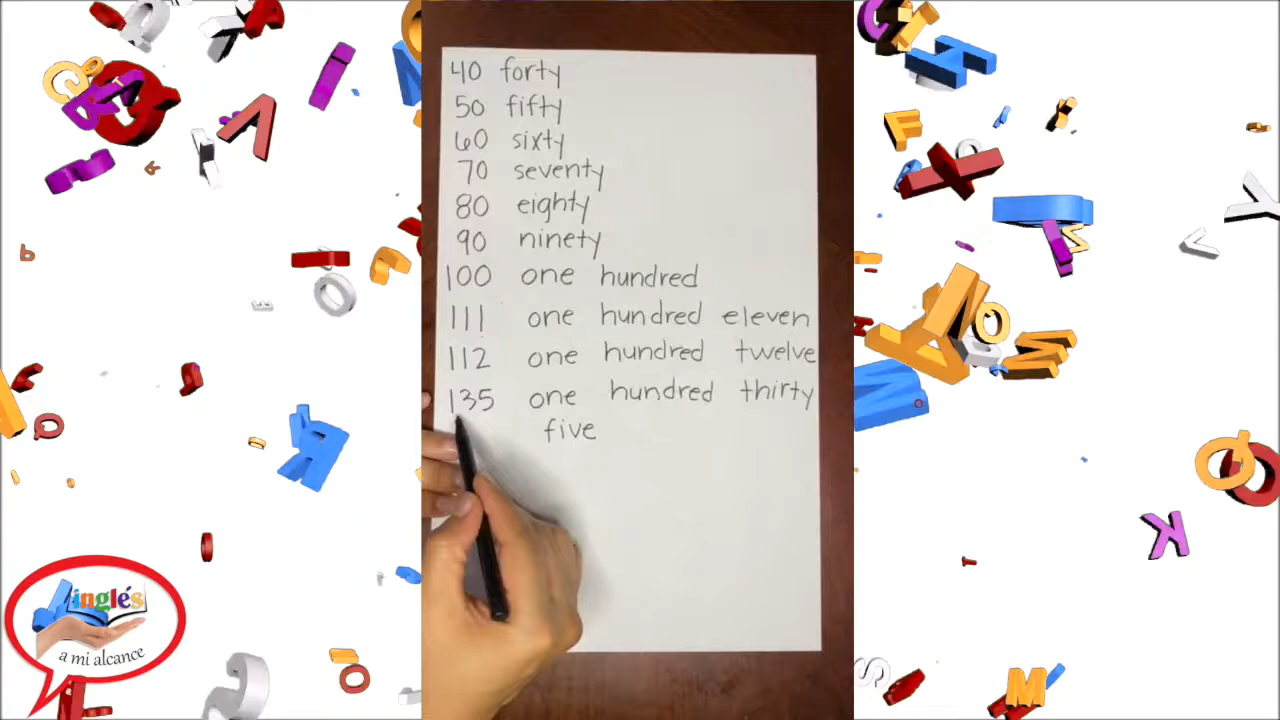 40 forty
50 fifty
60 sixty
70 seventy
80 eighty
90 ninety
100 one hundred
111 one hundred eleven
112 one hundred twelve
135 one hundred thirty
five
inglés
a mi alcance